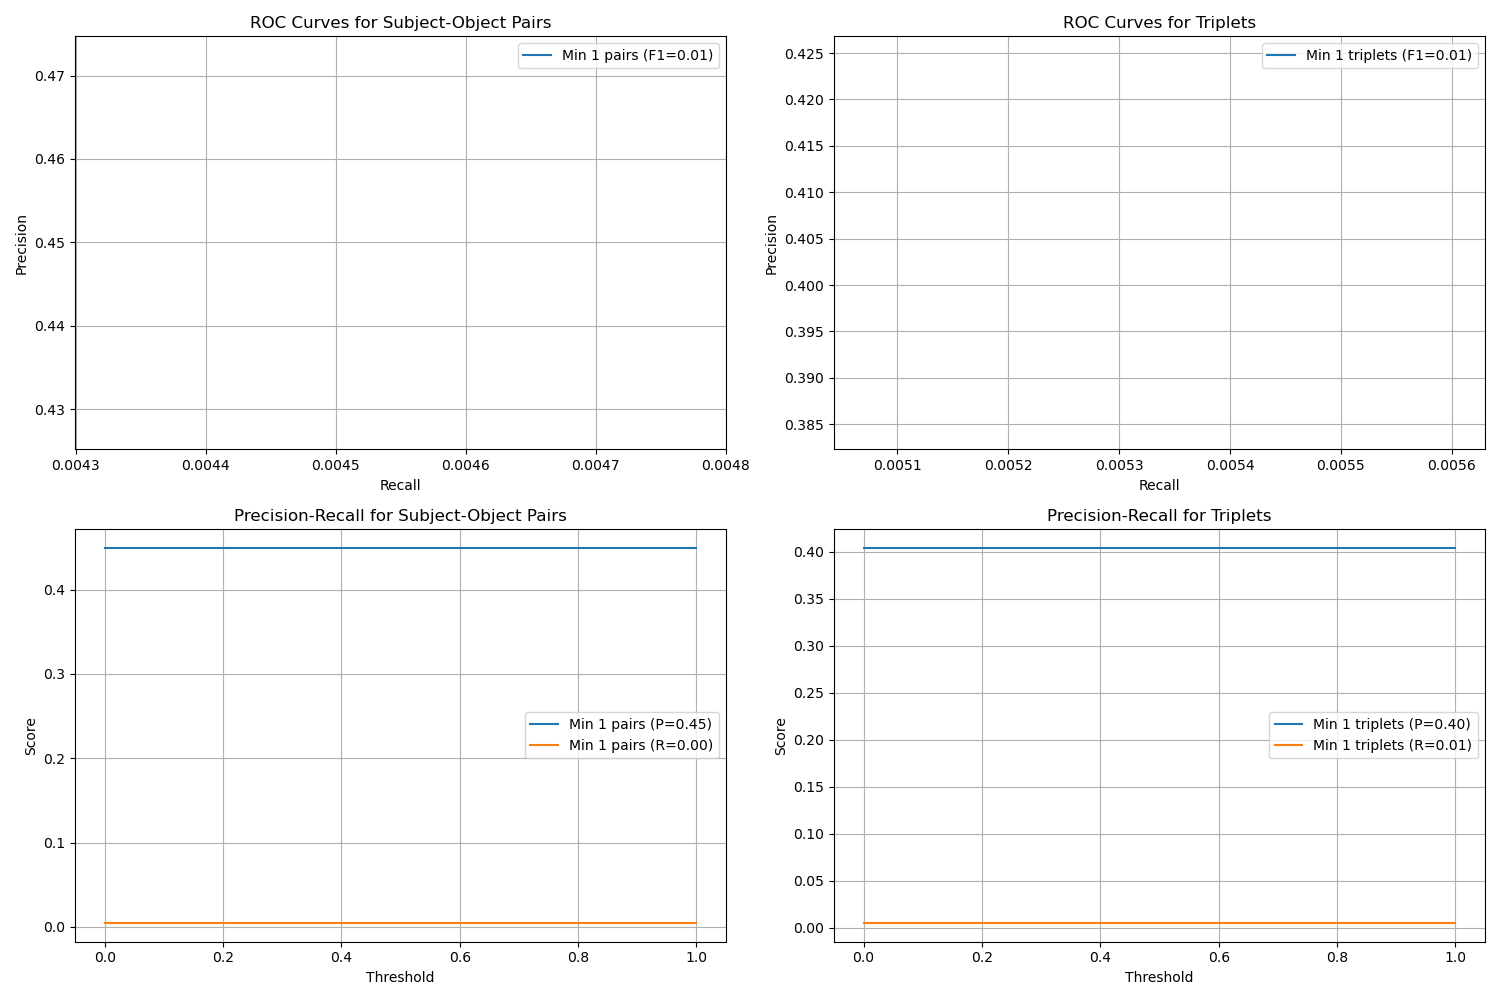 ROC Curves for Subject-Object Pairs
Min 1 pairs (F1=0.01)
0.47
0.46
0.45
0.44
0.43
Precision
0.0043 0.0044 0.0045 0.0046 0.0047 0.0048
Recall
ROC Curves for Triplets
Min 1 triplets (F1=0.01)
0.425
0.420
0.415
0.410
0.405
0.400
0.395
0.390
0.385
Precision
0.0051 0.0052 0.0053 0.0054 0.0055 0.0056
Recall
Precision-Recall for Subject-Object Pairs
0.4
0.3
0.2
0.1
0.0
Score
Min 1 pairs (P=0.45)
Min 1 pairs (R=0.00)
0.0 0.2 0.4 0.6 0.8 1.0
Threshold
Precision-Recall for Triplets
0.40
0.35
0.30
0.25
0.20
0.15
0.10
0.05
0.00
Score
Min 1 triplets (P=0.40)
Min 1 triplets (R=0.01)
0.0 0.2 0.4 0.6 0.8 1.0
Threshold